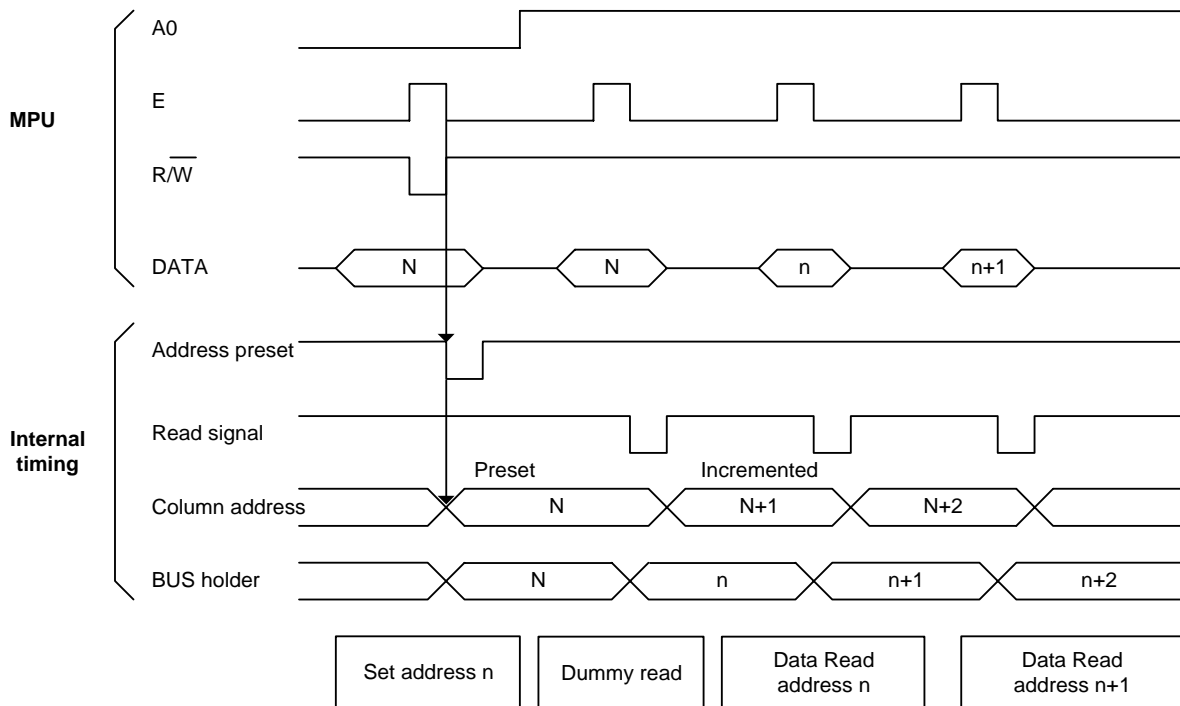 A0
E
MPU
R/W
DATA N N n n+1
Address preset
Read signal
Internal
timing
Preset Incremented
Column address N N+1 N+2
BUS holder N n n+1 n+2
Set address n Dummy read Data Read
address n Data Read
address n+1